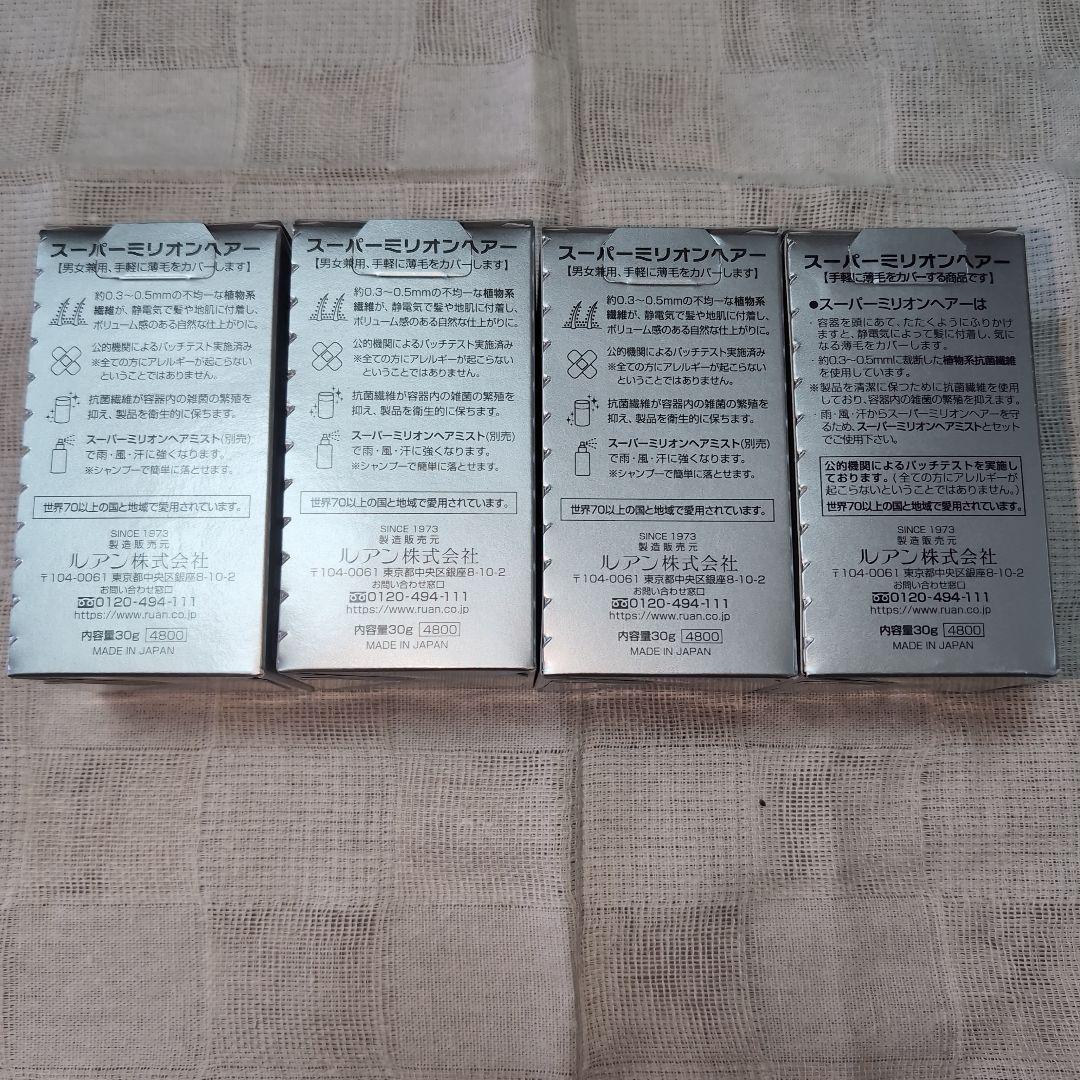 スーパーミリオンヘアー
【男女兼用、手軽に薄毛をカバーします】
約0.3〜0.5mmの不均一な植物系
繊維が、静電気で髪や地肌に付着し、
ボリューム感のある自然な仕上がりに。
公的機関によるパッチテスト実施済み
※全ての方にアレルギーが起こらない
ということではありません。
抗菌繊維が容器内の雑菌の繁殖を
抑え、製品を衛生的に保ちます。
スーパーミリオンヘアミスト(別売)
で雨・風・汗に強くなります。
※シャンプーで簡単に落とせます。
世界70以上の国と地域で愛用されています。
SINCE 1973
製造販売元
ルアン株式会社
〒104-0061 東京都中央区銀座8-10-2
お問い合わせ窓口
0120-494-111
https://www.ruan.co.jp
内容量30g 4800
MADE IN JAPAN
スーパーミリオンヘアー
【男女兼用、手軽に薄毛をカバーします】
約0.3〜0.5mmの不均一な植物系
繊維が、静電気で髪や地肌に付着し、
ボリューム感のある自然な仕上がりに。
公的機関によるパッチテスト実施済み
※全ての方にアレルギーが起こらない
ということではありません。
抗菌繊維が容器内の雑菌の繁殖を
抑え、製品を衛生的に保ちます。
スーパーミリオンヘアミスト(別売)
で雨・風・汗に強くなります。
※シャンプーで簡単に落とせます。
世界70以上の国と地域で愛用されています。
SINCE 1973
製造販売元
ルアン株式会社
〒104-0061 東京都中央区銀座8-10-2
お問い合わせ窓口
0120-494-111
https://www.ruan.co.jp
内容量30g 4800
MADE IN JAPAN
スーパーミリオンヘアー
【男女兼用、手軽に薄毛をカバーします】
約0.3〜0.5mmの不均一な植物系
繊維が、静電気で髪や地肌に付着し、
ボリューム感のある自然な仕上がりに。
公的機関によるパッチテスト実施済み
※全ての方にアレルギーが起こらない
ということではありません。
抗菌繊維が容器内の雑菌の繁殖を
抑え、製品を衛生的に保ちます。
スーパーミリオンヘアミスト(別売)
で雨・風・汗に強くなります。
※シャンプーで簡単に落とせます。
世界70以上の国と地域で愛用されています。
SINCE 1973
製造販売元
ルアン株式会社
〒104-0061 東京都中央区銀座8-10-2
お問い合わせ窓口
0120-494-111
https://www.ruan.co.jp
内容量30g 4800
MADE IN JAPAN
スーパーミリオンヘアー
【手軽に薄毛をカバーする商品です】
●スーパーミリオンヘアーは
・容器を頭にあて、たたくようにふりかけ
ますと、静電気によって髪に付着し、気に
なる薄毛をカバーします。
・約0.3〜0.5mmに裁断した植物系抗菌繊維
を使用しています。
※製品を清潔に保つために抗菌繊維を使用
しており、容器内の雑菌の繁殖を抑えます。
・雨・風・汗からスーパーミリオンヘアーを守
るため、スーパーミリオンヘアミストとセット
でご使用下さい。
公的機関によるパッチテストを実施し
ております。(全ての方にアレルギーが
起こらないということではありません。)
世界70以上の国と地域で愛用されています。
SINCE 1973
製造販売元
ルアン株式会社
〒104-0061 東京都中央区銀座8-10-2
お問い合わせ窓口
0120-494-111
https://www.ruan.co.jp
内容量30g 4800
MADE IN JAPAN